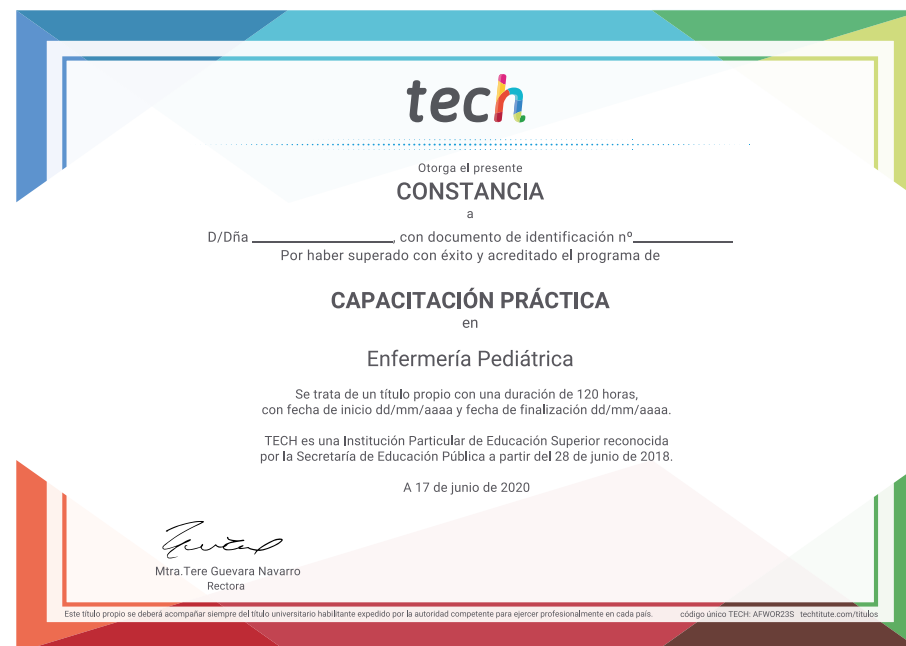 tech
Otorga el presente
CONSTANCIA
a
D/Dña ____________, con documento de identificación nº____________
Por haber superado con éxito y acreditado el programa de
CAPACITACIÓN PRÁCTICA
en
Enfermería Pediátrica
Se trata de un título propio con una duración de 120 horas,
con fecha de inicio dd/mm/aaaa y fecha de finalización dd/mm/aaaa.
TECH es una Institución Particular de Educación Superior reconocida
por la Secretaría de Educación Pública a partir del 28 de junio de 2018.
A 17 de junio de 2020
Mtra.Tere Guevara Navarro
Rectora
Este título propio se deberá acompañar siempre del título universitario habilitante expedido por la autoridad competente para ejercer profesionalmente en cada país. código único TECH: AFWOR23S techtitute.com/titulos